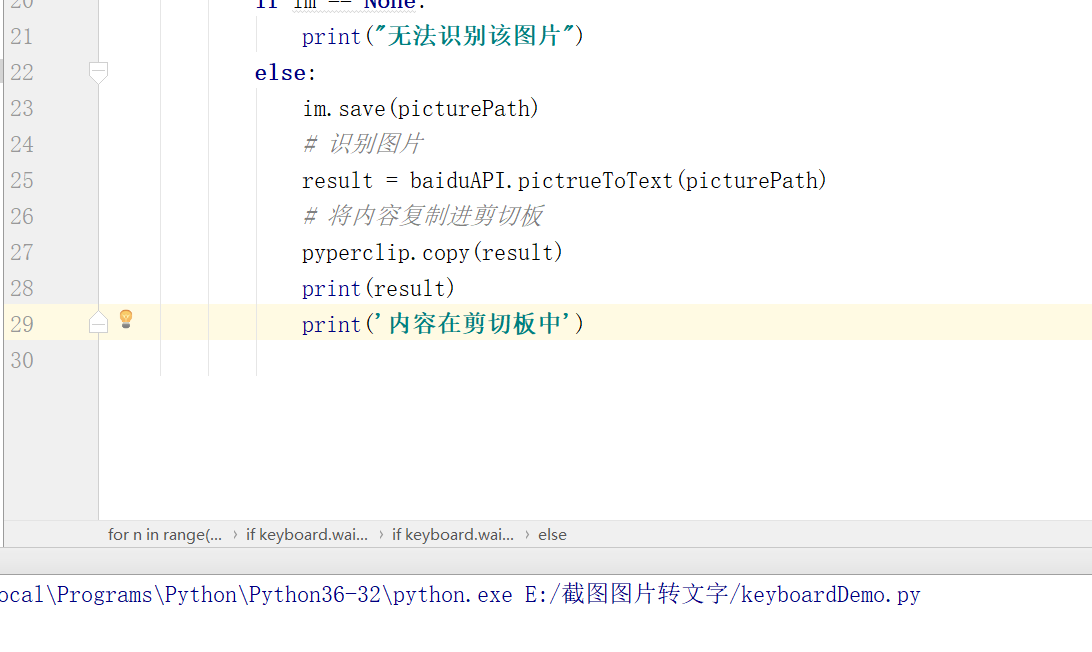 20 if im == None:
21 print("无法识别该图片")
22 else:
23 im.save(picturePath)
24 # 识别图片
25 result = baiduAPI.pictrueToText(picturePath)
26 # 将内容复制进剪切板
27 pyperclip.copy(result)
28 print(result)
29 print('内容在剪切板中')
30
for n in range(... › if keyboard.wai... › if keyboard.wai... › else
ocal\Programs\Python\Python36-32\python.exe E:/截图图片转文字/keyboardDemo.py